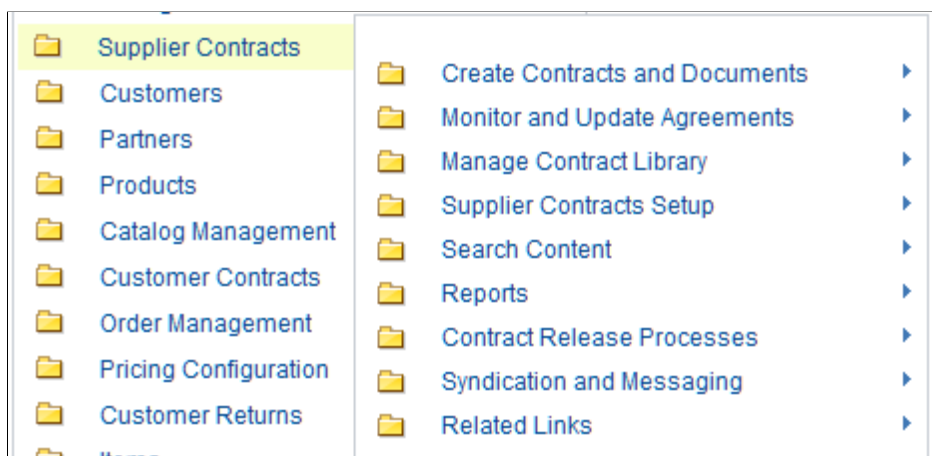 Supplier Contracts
Customers
Partners
Products
Catalog Management
Customer Contracts
Order Management
Pricing Configuration
Customer Returns
Create Contracts and Documents
Monitor and Update Agreements
Manage Contract Library
Supplier Contracts Setup
Search Content
Reports
Contract Release Processes
Syndication and Messaging
Related Links